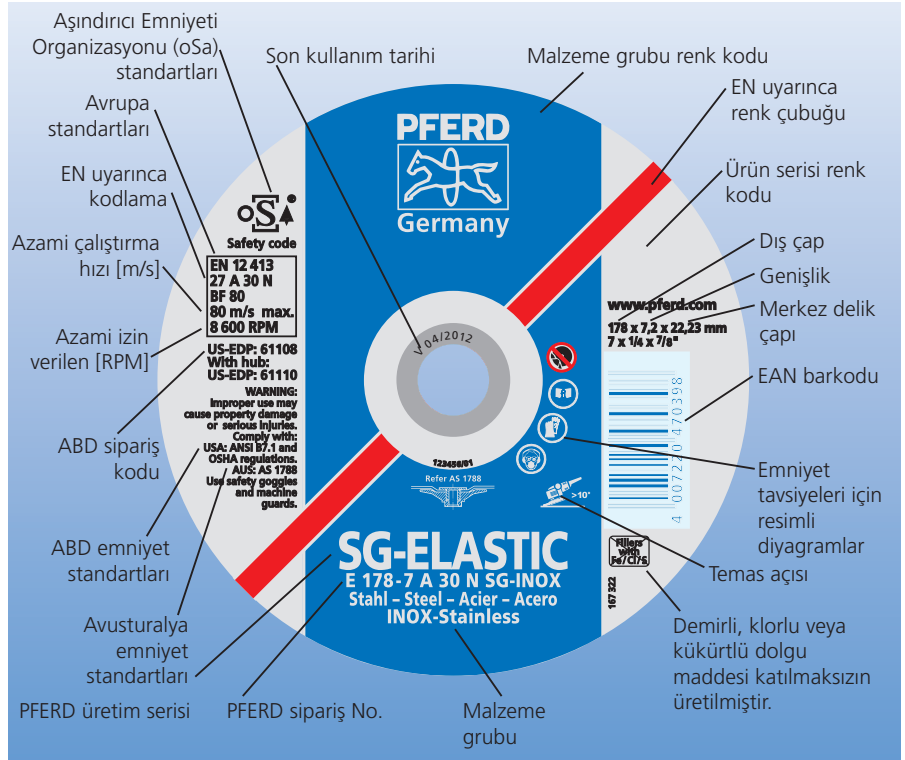 Aşındırıcı Emniyeti
Organizasyonu (oSa)
standartları
Son kullanım tarihi
Malzeme grubu renk kodu
Avrupa
standartları
EN uyarınca
renk çubuğu
EN uyarınca
kodlama
Ürün serisi renk
kodu
Azami çalıştırma
hızı [m/s]
Dış çap
Genişlik
Merkez delik
çapı
Azami izin
verilen [RPM]
EAN barkodu
ABD sipariş
kodu
Emniyet
tavsiyeleri için
resimli
diyagramlar
ABD emniyet
standartları
Temas açısı
Avusturalya
emniyet
standartları
Demirli, klorlu veya
kükürtlü dolgu
maddesi katılmaksızın
üretilmiştir.
PFERD üretim serisi
PFERD sipariş No.
Malzeme
grubu
PFERD
Germany
oSa
Safety code
EN 12 413
27 A 30 N
BF 80
80 m/s max.
8 600 RPM
US-EDP: 61108
With hub:
US-EDP: 61110
WARNING:
Improper use may
cause property damage
or serious injuries.
Comply with:
USA: ANSI B7.1 and
OSHA regulations.
AUS: AS 1788
Use safety goggles
and machine
guards.
V 04/2012
123456/01
Refer AS 1788
>10°
SG-ELASTIC
E 178-7 A 30 N SG-INOX
Stahl – Steel – Acier – Acero
INOX-Stainless
www.pferd.com
178 x 7,2 x 22,23 mm
7 x 1/4 x 7/8"
4 007220 470398
Fillers
with
Fe/Cl/S
167 322